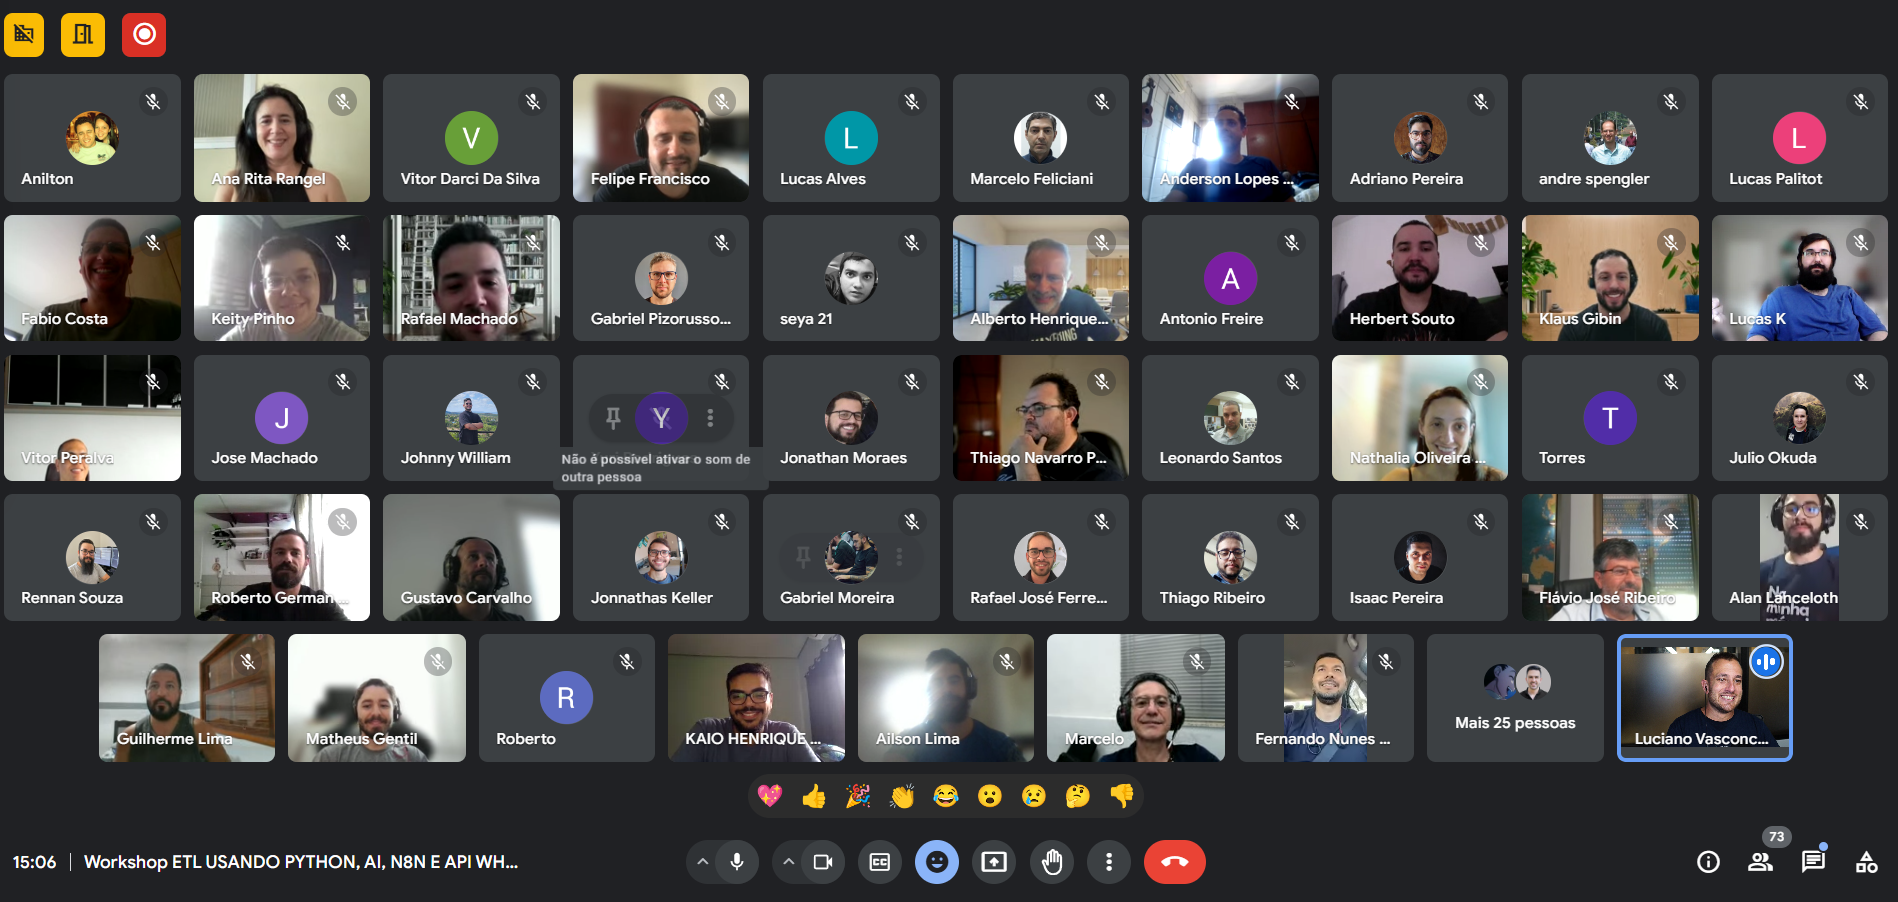 Anilton
Ana Rita Rangel
V
Vitor Darci Da Silva
Felipe Francisco
L
Lucas Alves
Marcelo Feliciani
Anderson Lopes ...
Adriano Pereira
andre spengler
L
Lucas Palitot
Fabio Costa
Keity Pinho
Rafael Machado
Gabriel Pizorusso...
seya 21
Alberto Henrique...
A
Antonio Freire
Herbert Souto
Klaus Gibin
Lucas K
Vitor Peralva
J
Jose Machado
Johnny William
Y
Não é possível ativar o som de
outra pessoa
Jonathan Moraes
Thiago Navarro P...
Leonardo Santos
Nathalia Oliveira ...
T
Torres
Julio Okuda
Rennan Souza
Roberto German...
Gustavo Carvalho
Jonnathas Keller
Gabriel Moreira
Rafael José Ferre...
Thiago Ribeiro
Isaac Pereira
Flávio José Ribeiro
Na
minha
Alan Lanceloth
Guilherme Lima
Matheus Gentil
R
Roberto
KAIO HENRIQUE ...
Ailson Lima
Marcelo
Fernando Nunes ...
Mais 25 pessoas
Luciano Vasconc...
15:06 | Workshop ETL USANDO PYTHON, AI, N8N E API WH...
CC
73